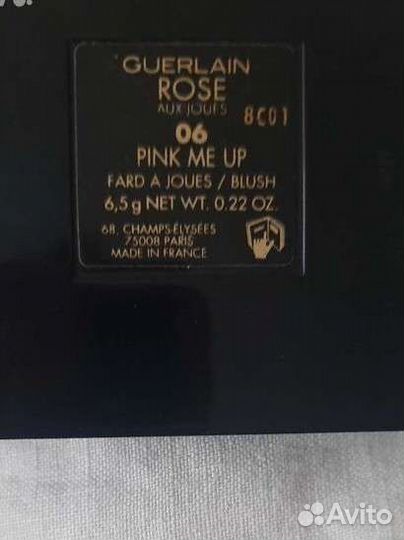 GUERLAIN
ROSE
AUX JOUES
8C01
06
PINK ME UP
FARD A JOUES / BLUSH
6,5 g NET WT. 0.22 OZ.
68, CHAMPS-ÉLYSÉES
75008 PARIS
MADE IN FRANCE
Avito